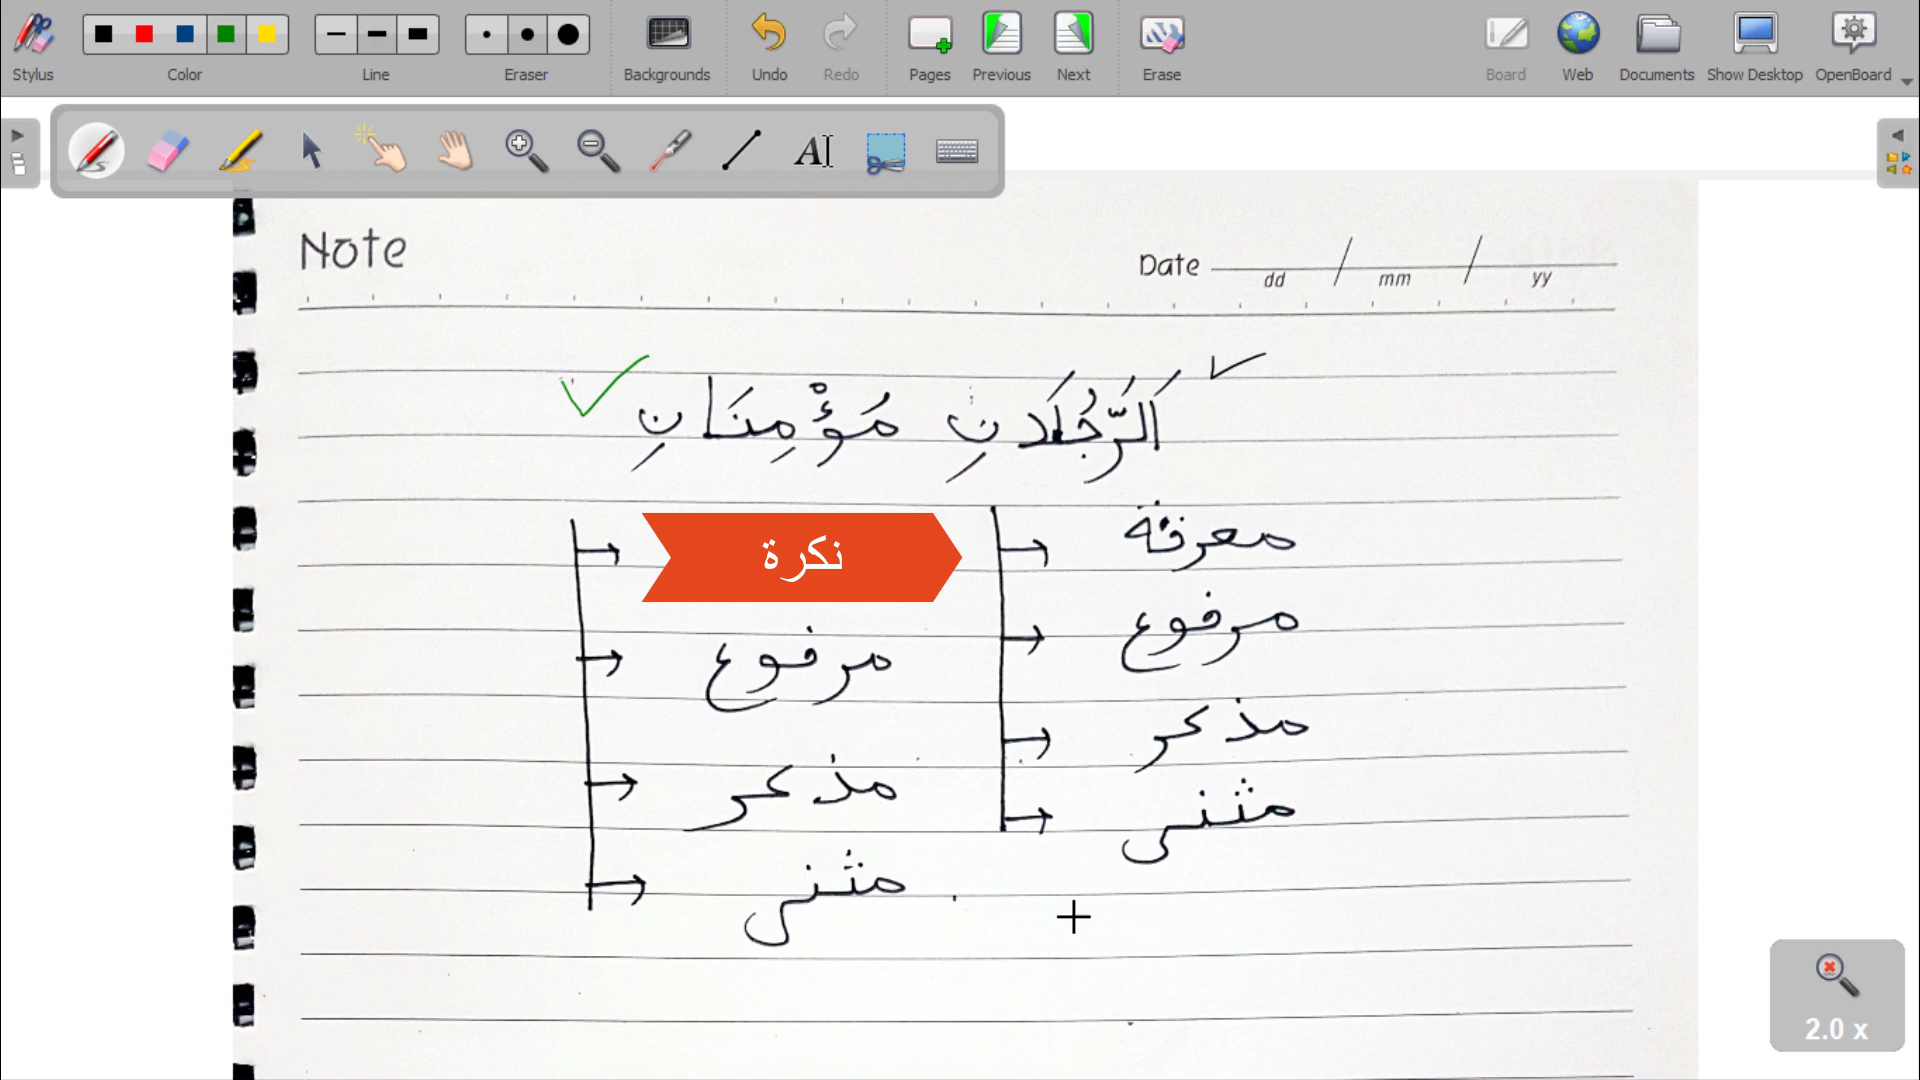 Stylus Color Line Eraser Backgrounds Undo Redo Pages Previous Next Erase Board Web Documents Show Desktop OpenBoard
Note
Date / /
dd mm yy
اَلرَّجُلَانِ مُؤْمِنَانِ
معرفة
نكرة
مرفوع
مرفوع
مذكر
مذكر
مثنى
مثنى
2.0 x